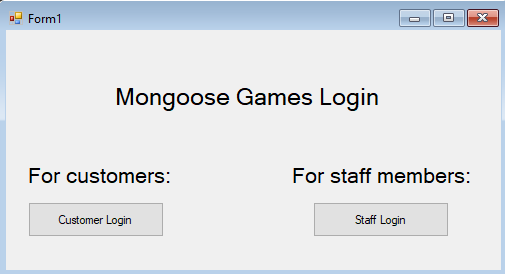 Form1
Mongoose Games Login
For customers:
For staff members:
Customer Login
Staff Login